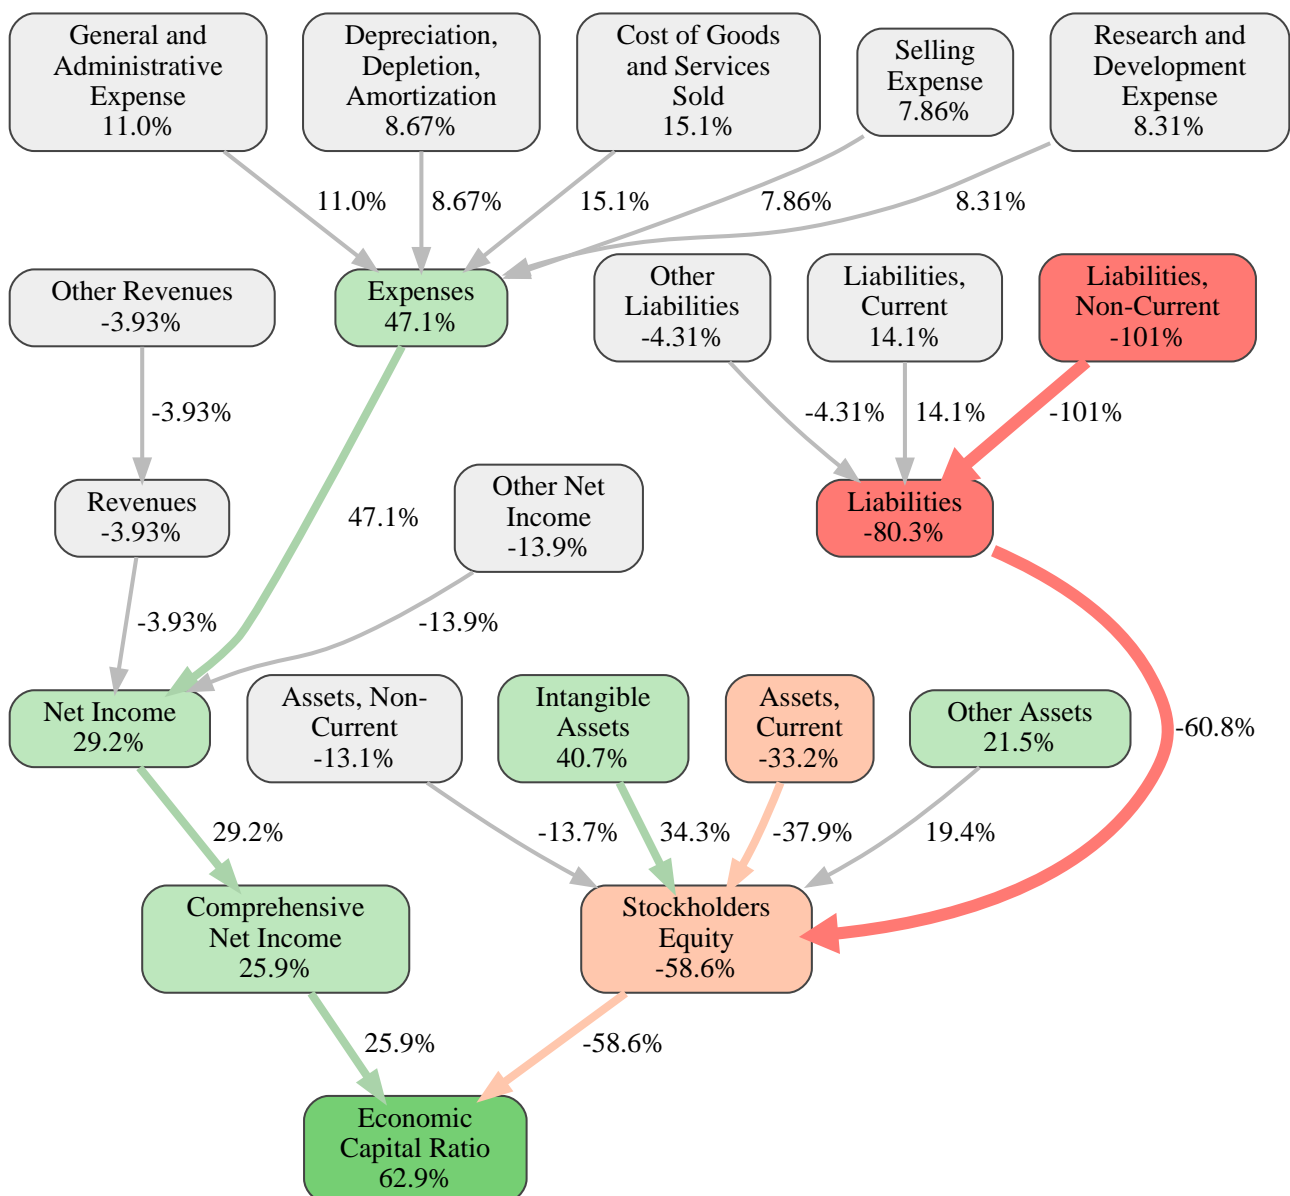 General and
Administrative
Expense
11.0%
Depreciation,
Depletion,
Amortization
8.67%
Cost of Goods
and Services
Sold
15.1%
Selling
Expense
7.86%
Research and
Development
Expense
8.31%
11.0%
8.67%
15.1%
7.86%
8.31%
Other Revenues
-3.93%
Expenses
47.1%
Other
Liabilities
-4.31%
Liabilities,
Current
14.1%
Liabilities,
Non-Current
-101%
-3.93%
-4.31%
14.1%
-101%
Revenues
-3.93%
47.1%
Other Net
Income
-13.9%
Liabilities
-80.3%
-3.93%
-13.9%
Net Income
29.2%
Assets, Non-
Current
-13.1%
Intangible
Assets
40.7%
Assets,
Current
-33.2%
Other Assets
21.5%
-60.8%
29.2%
-13.7%
34.3%
-37.9%
19.4%
Comprehensive
Net Income
25.9%
Stockholders
Equity
-58.6%
25.9%
-58.6%
Economic
Capital Ratio
62.9%